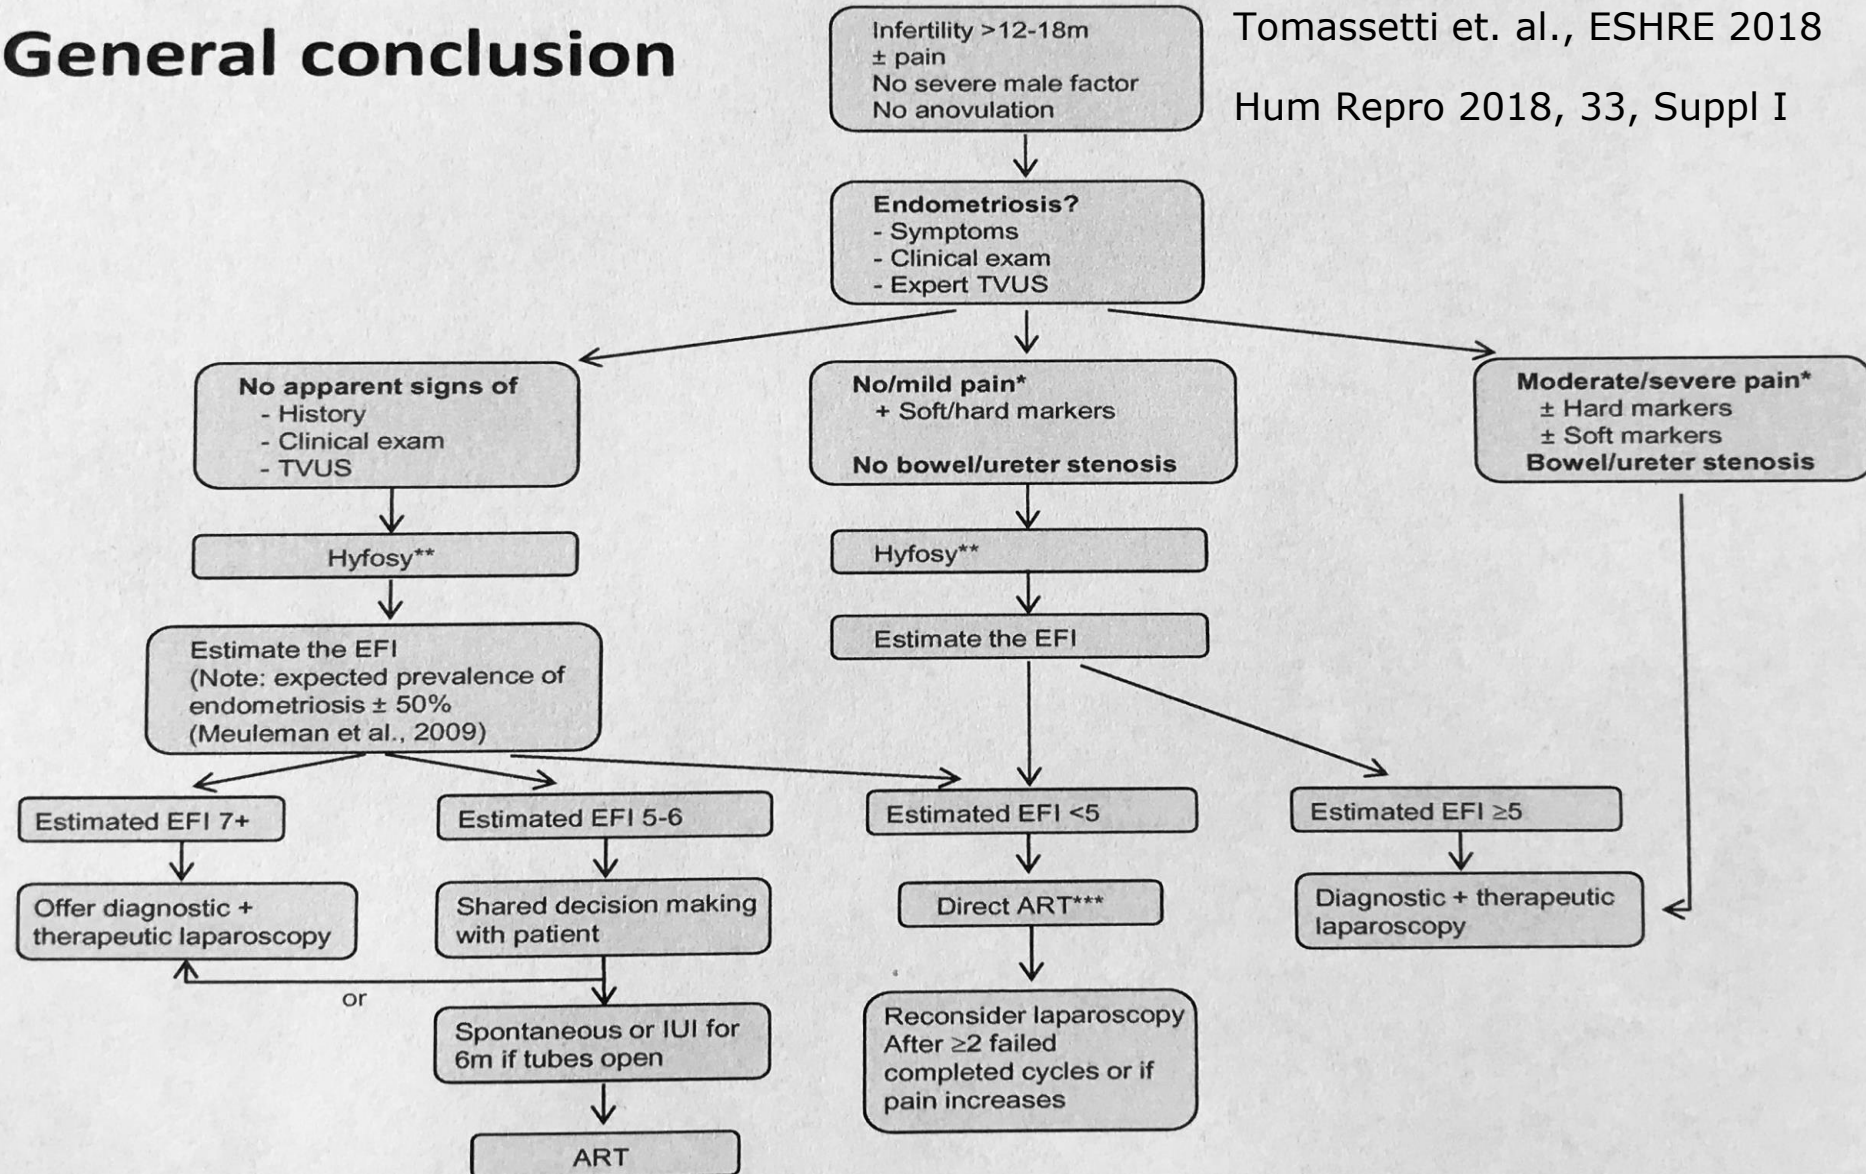 General conclusion
Tomassetti et. al., ESHRE 2018
Hum Repro 2018, 33, Suppl I
Infertility >12-18m
± pain
No severe male factor
No anovulation
Endometriosis?
- Symptoms
- Clinical exam
- Expert TVUS
No apparent signs of
- History
- Clinical exam
- TVUS
No/mild pain*
+ Soft/hard markers
No bowel/ureter stenosis
Moderate/severe pain*
± Hard markers
± Soft markers
Bowel/ureter stenosis
Hyfosy**
Hyfosy**
Estimate the EFI
(Note: expected prevalence of
endometriosis ± 50%
(Meuleman et al., 2009)
Estimate the EFI
Estimated EFI 7+
Estimated EFI 5-6
Estimated EFI <5
Estimated EFI ≥5
Offer diagnostic +
therapeutic laparoscopy
Shared decision making
with patient
Direct ART***
Diagnostic + therapeutic
laparoscopy
or
Spontaneous or IUI for
6m if tubes open
Reconsider laparoscopy
After ≥2 failed
completed cycles or if
pain increases
ART